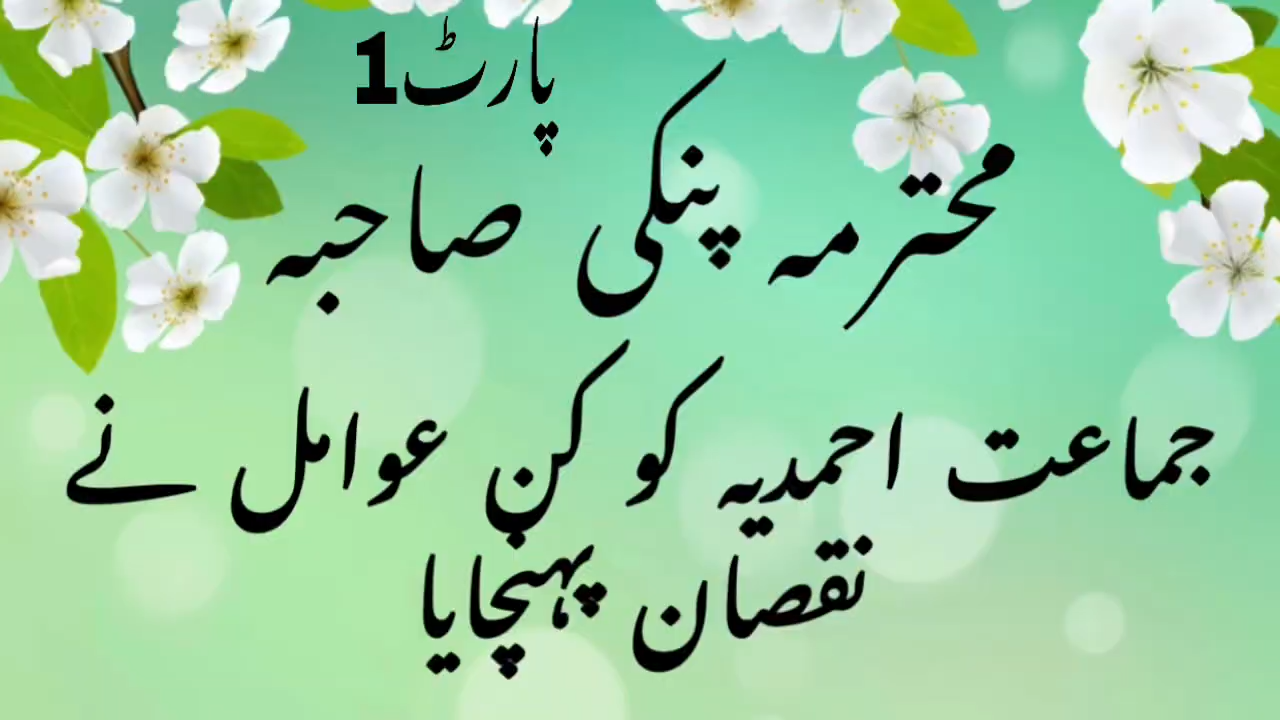 پارٹ1
محترمہ پنکی صاحبہ
جماعت احمدیہ کو کن عوامل نے
نقصان پہنچایا